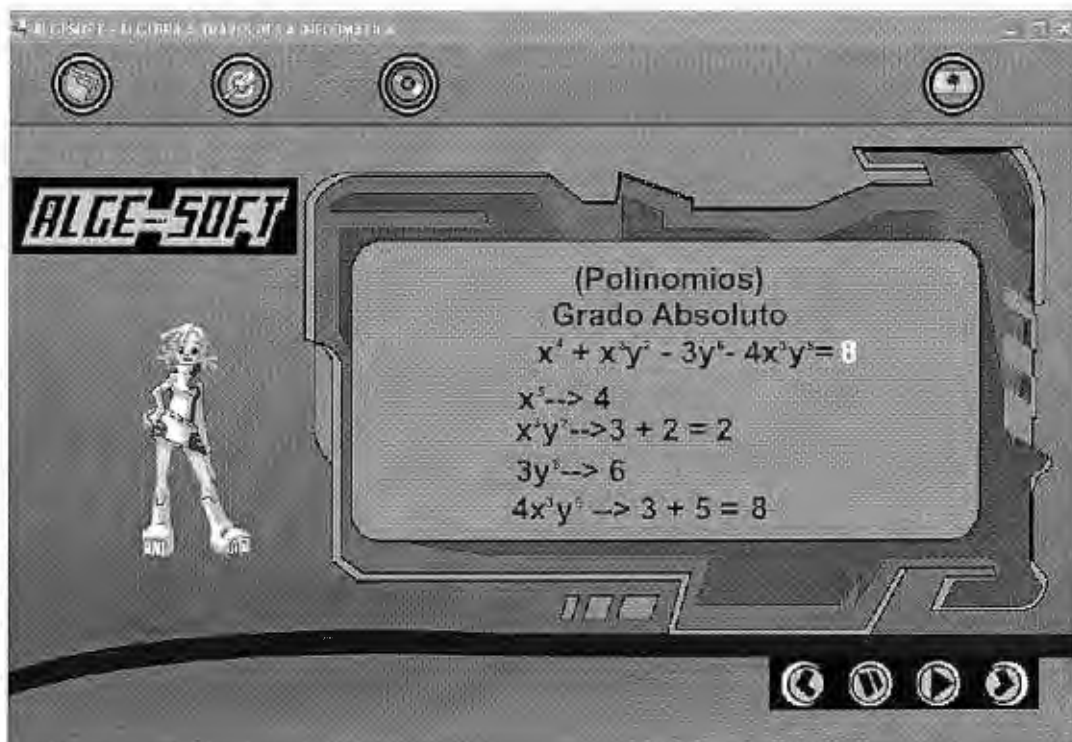 ALGE-SOFT
(Polinomios)
Grado Absoluto
x⁴ + x³y² - 3y⁶- 4x³y⁵= 8
x⁵--> 4
x³y²-->3 + 2 = 2
3y⁶--> 6
4x³y⁵ --> 3 + 5 = 8